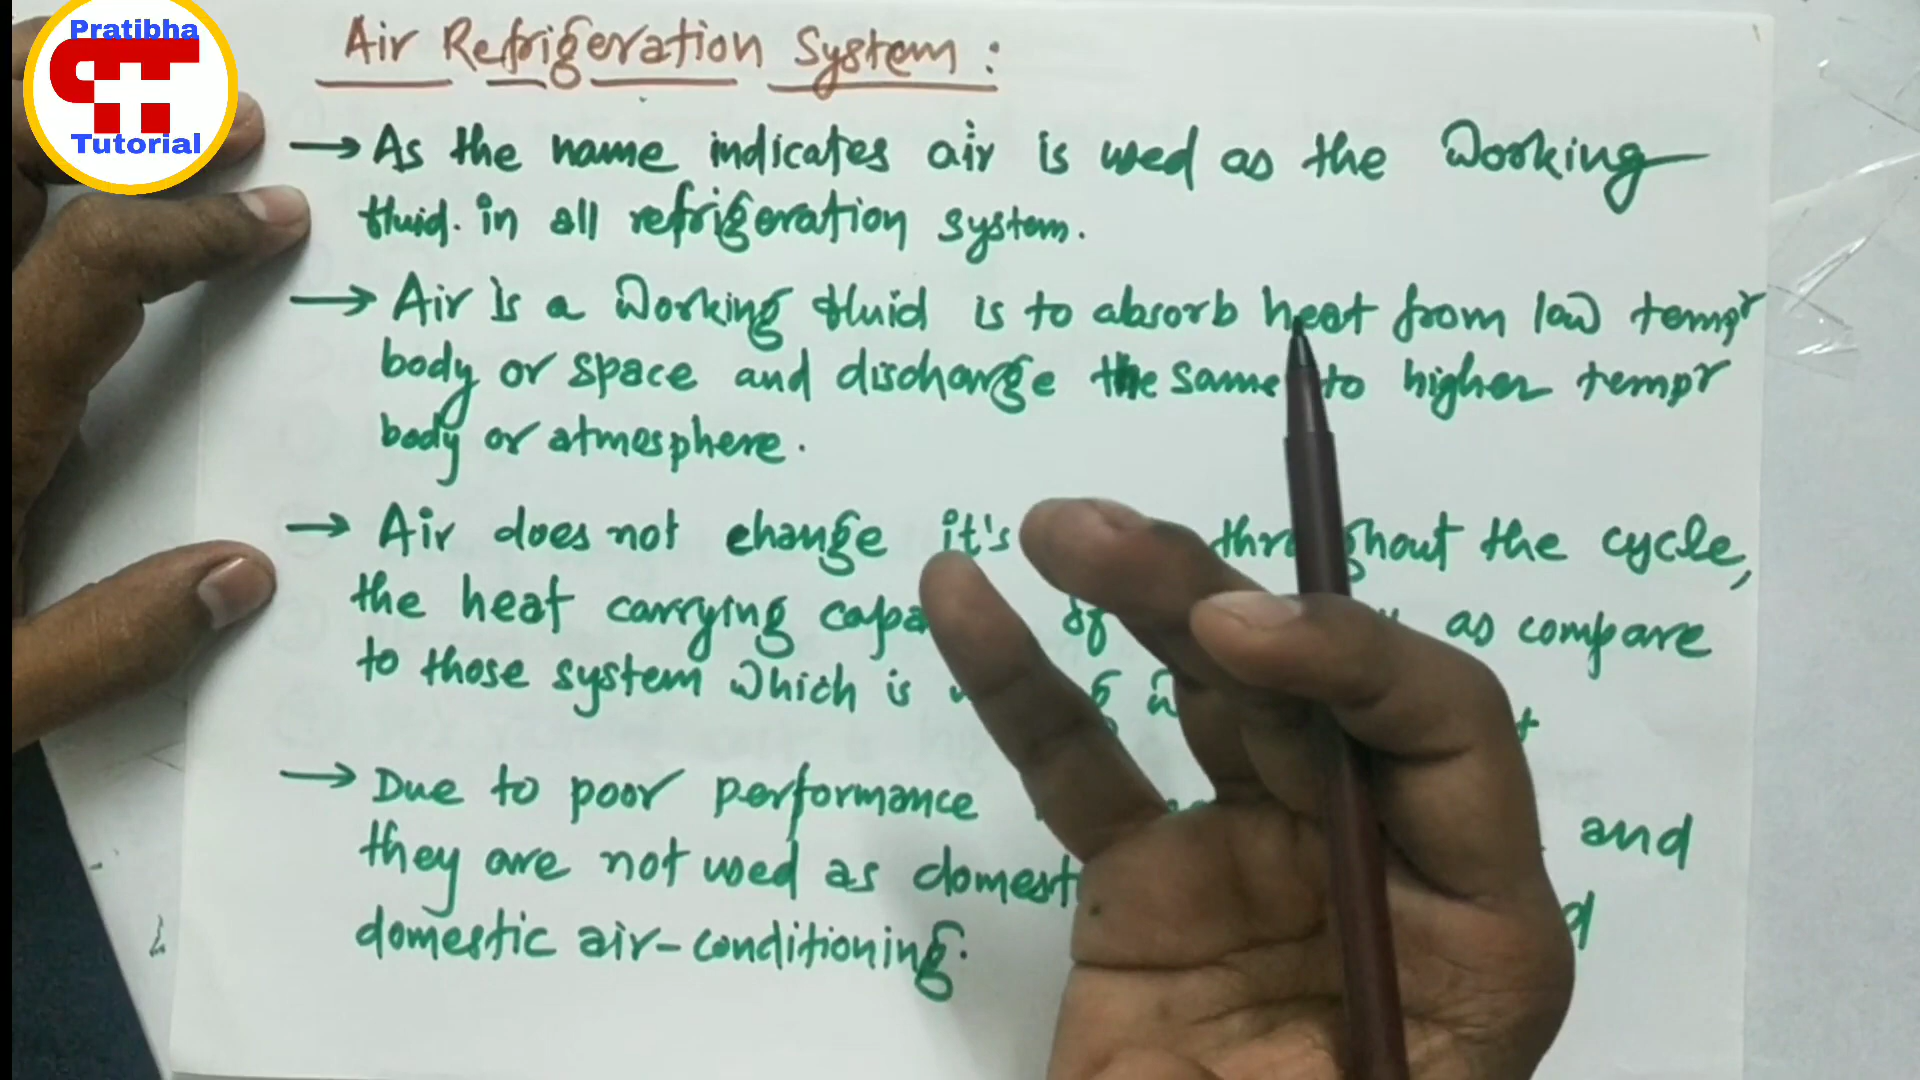 Pratibha
Tutorial
Air Refrigeration System :
→ As the name indicates air is used as the Working
fluid. in all refrigeration system.
→ Air is a Working fluid is to absorb heat from low tempr
body or space and discharge the same to higher tempr
body or atmosphere.
→ Air does not change it's throughout the cycle,
the heat carrying of as compare
to those system which is
→ Due to poor performance and
they are not used as
domestic air-conditioning.